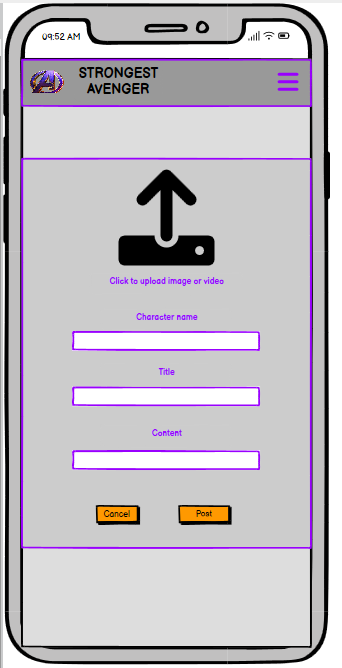 09:52 AM
STRONGEST
AVENGER
Click to upload image or video
Character name
Title
Content
Cancel
Post